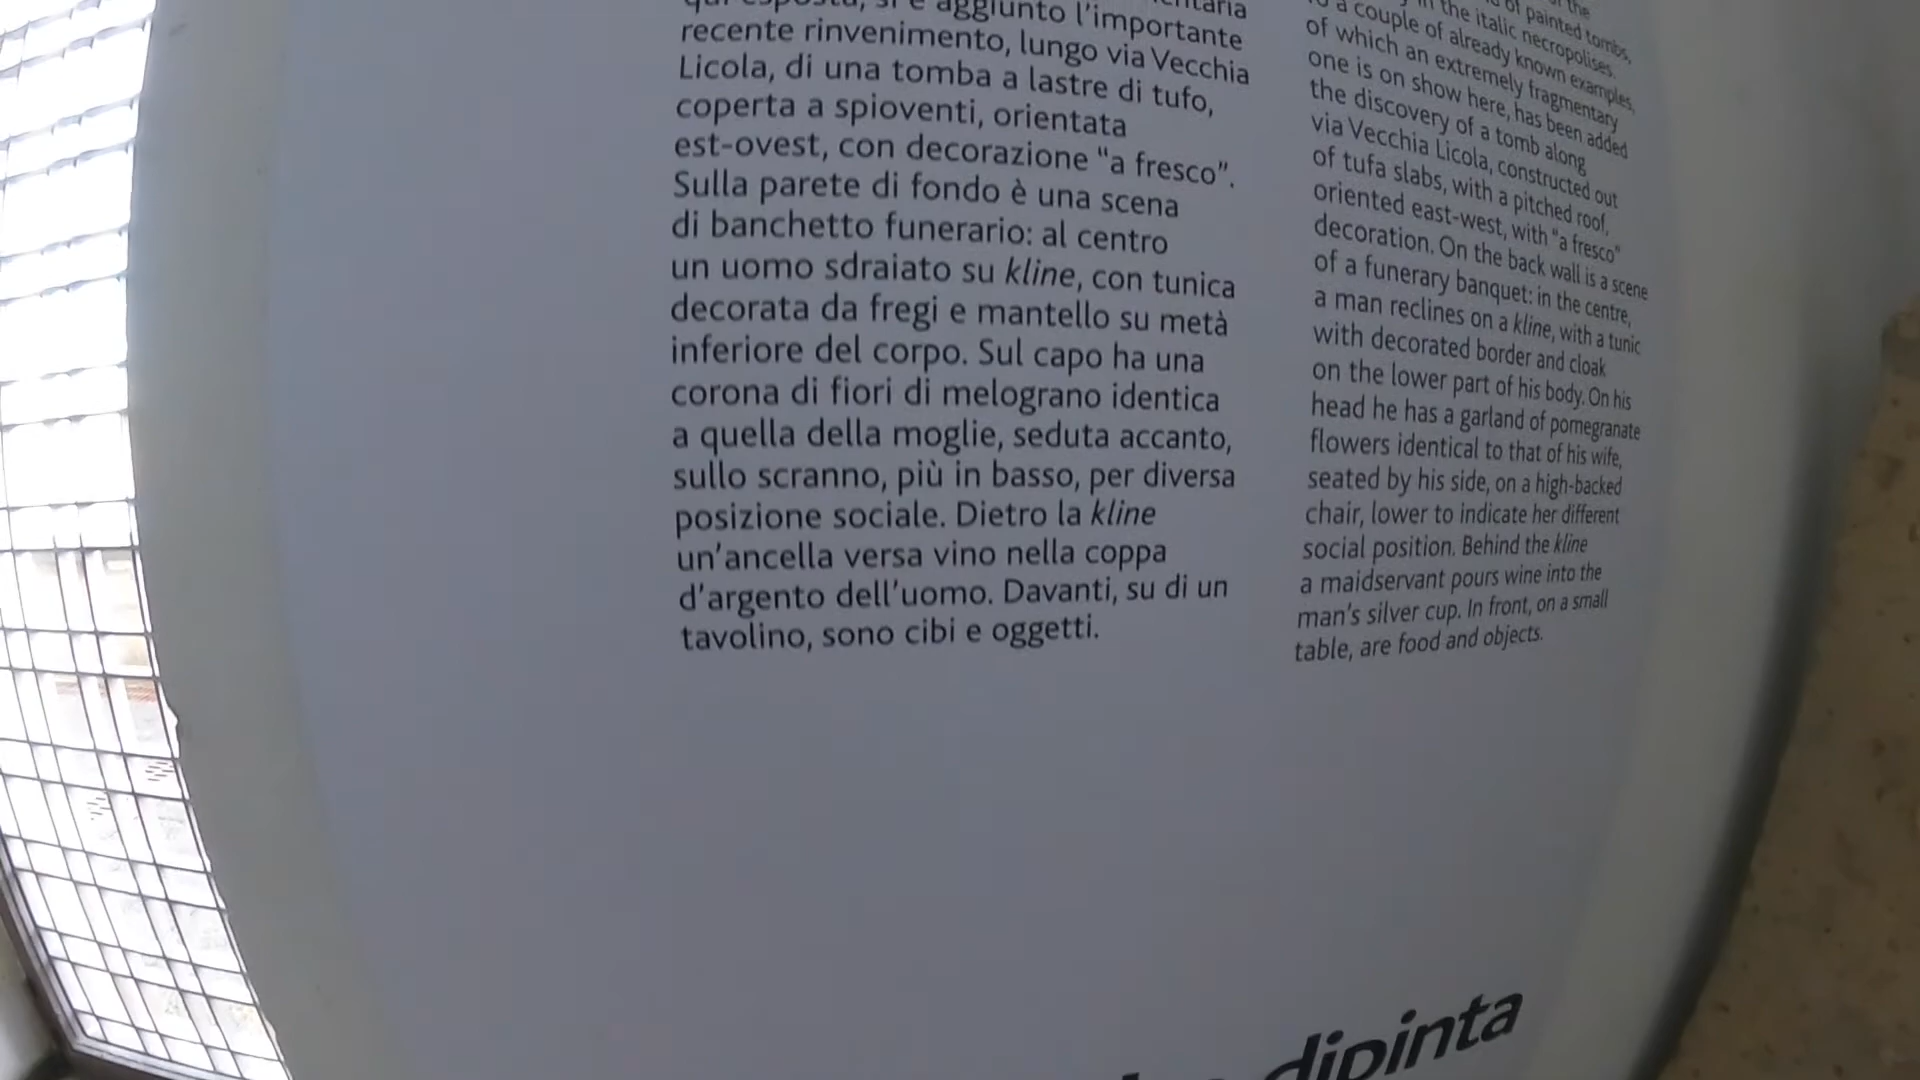 aggiunto l'importante
recente rinvenimento, lungo via Vecchia
Licola, di una tomba a lastre di tufo,
coperta a spioventi, orientata
est-ovest, con decorazione "a fresco".
Sulla parete di fondo è una scena
di banchetto funerario: al centro
un uomo sdraiato su kline, con tunica
decorata da fregi e mantello su metà
inferiore del corpo. Sul capo ha una
corona di fiori di melograno identica
a quella della moglie, seduta accanto,
sullo scranno, più in basso, per diversa
posizione sociale. Dietro la kline
un'ancella versa vino nella coppa
d'argento dell'uomo. Davanti, su di un
tavolino, sono cibi e oggetti.
of the
of painted tombs,
in the italic necropolises.
a couple of already known examples,
of which an extremely fragmentary
one is on show here, has been added
the discovery of a tomb along
via Vecchia Licola, constructed out
of tufa slabs, with a pitched roof,
oriented east-west, with "a fresco"
decoration. On the back wall is a scene
of a funerary banquet: in the centre,
a man reclines on a kline, with a tunic
with decorated border and cloak
on the lower part of his body. On his
head he has a garland of pomegranate
flowers identical to that of his wife,
seated by his side, on a high-backed
chair, lower to indicate her different
social position. Behind the kline
a maidservant pours wine into the
man's silver cup. In front, on a small
table, are food and objects.
dipinta